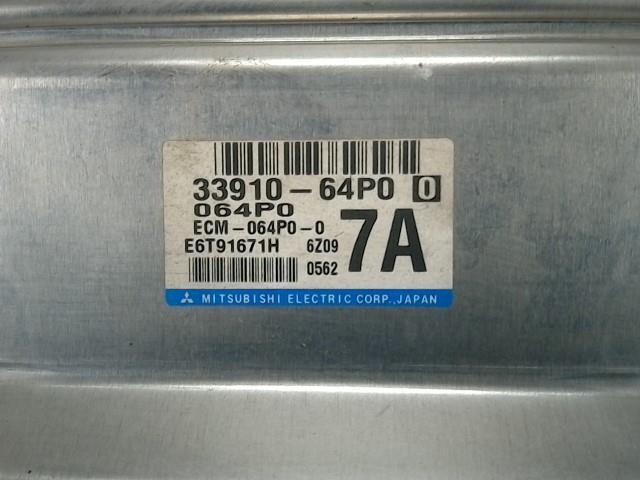 33910-64P0 0
064P0
ECM-064P0-0
E6T91671H 6Z09
0562
7A
MITSUBISHI ELECTRIC CORP., JAPAN